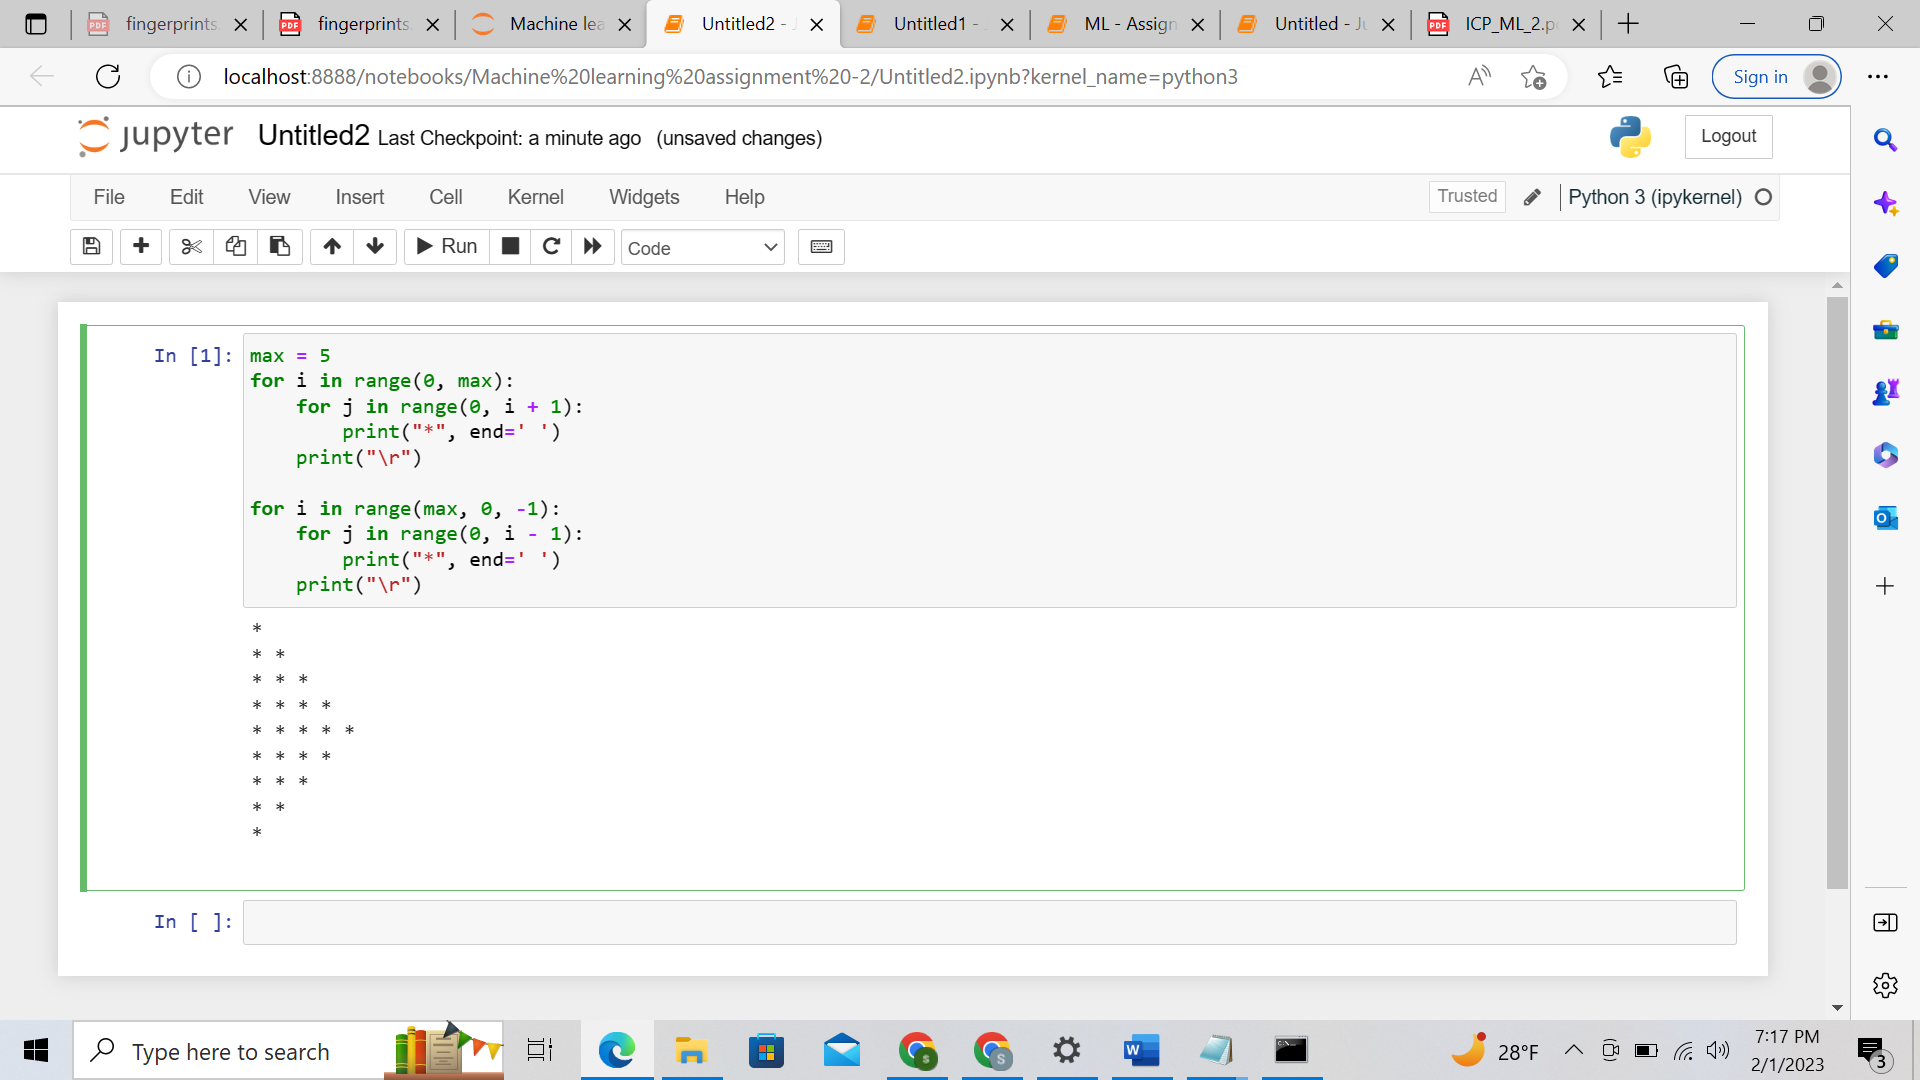 fingerprints
fingerprints.
Machine lea
Untitled2 - J
Untitled1 -
ML - Assign
Untitled - Ju
ICP_ML_2.p
localhost:8888/notebooks/Machine%20learning%20assignment%20-2/Untitled2.ipynb?kernel_name=python3
Sign in
jupyter Untitled2 Last Checkpoint: a minute ago (unsaved changes)
Logout
File Edit View Insert Cell Kernel Widgets Help
Trusted
Python 3 (ipykernel)
Run
Code
In [1]:
max = 5
for i in range(0, max):
    for j in range(0, i + 1):
        print("*", end=' ')
    print("\r")

for i in range(max, 0, -1):
    for j in range(0, i - 1):
        print("*", end=' ')
    print("\r")
*
* *
* * *
* * * *
* * * * *
* * * *
* * *
* *
*
In [ ]:
Type here to search
28°F
7:17 PM
2/1/2023
3